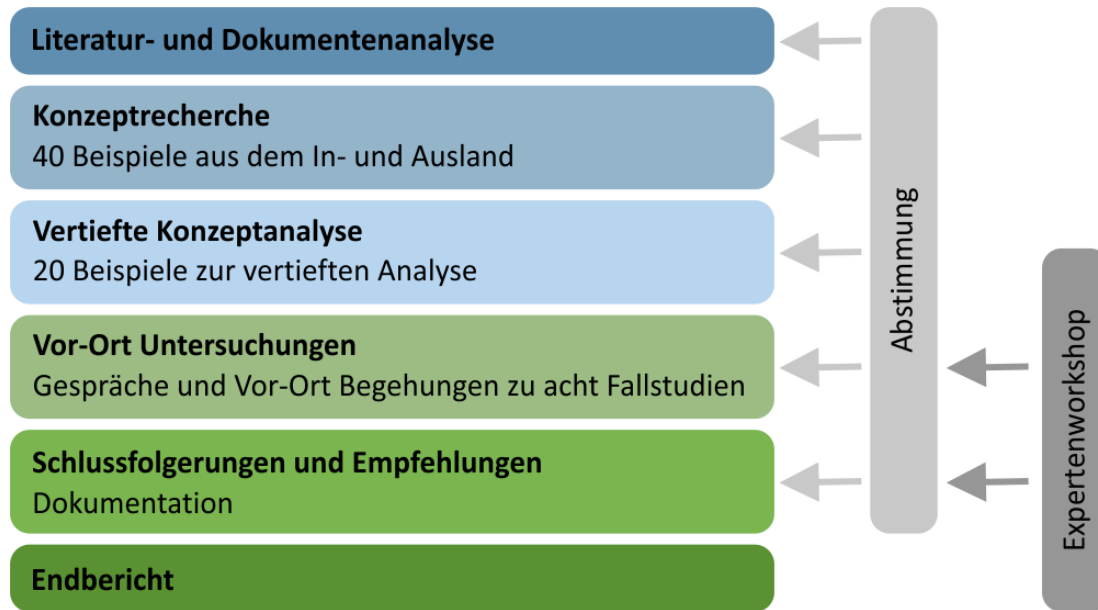 Literatur- und Dokumentenanalyse
Konzeptrecherche
40 Beispiele aus dem In- und Ausland
Vertiefte Konzeptanalyse
20 Beispiele zur vertieften Analyse
Vor-Ort Untersuchungen
Gespräche und Vor-Ort Begehungen zu acht Fallstudien
Schlussfolgerungen und Empfehlungen
Dokumentation
Endbericht
Abstimmung
Expertenworkshop